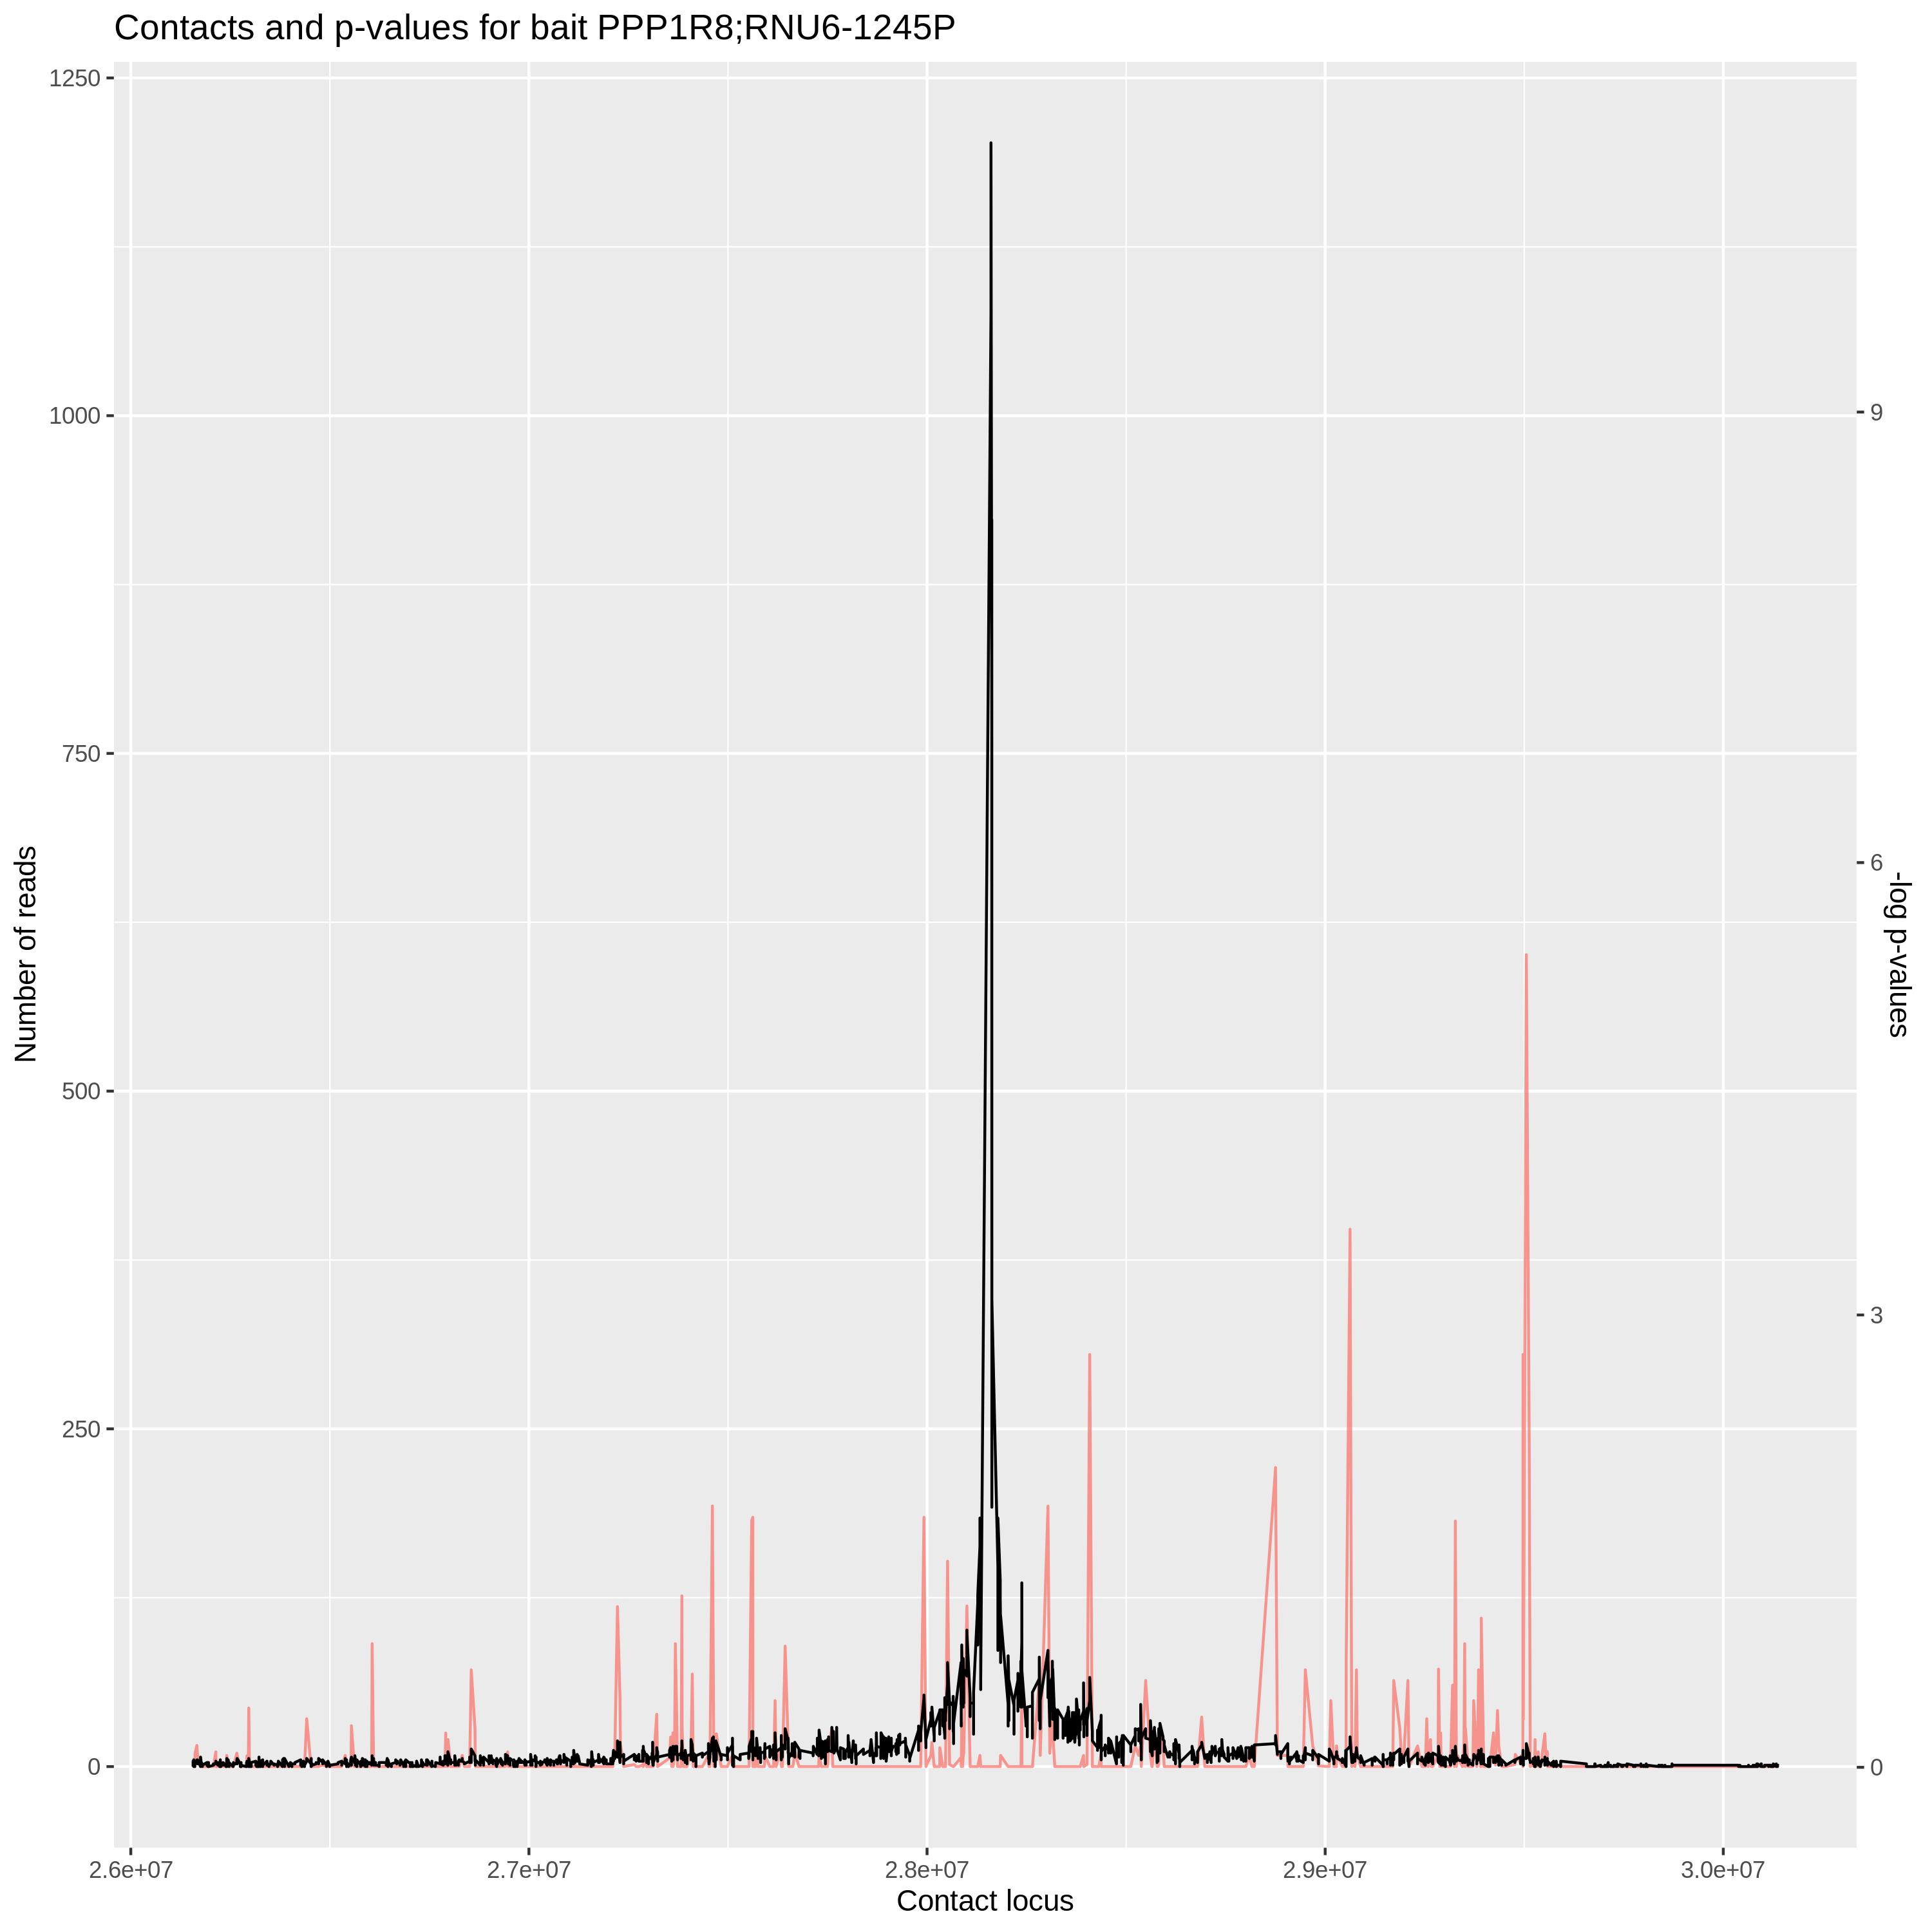 Contacts and p-values for bait PPP1R8;RNU6-1245P
1250
1000
750
500
250
0
Number of reads
9
6
3
0
-log p-values
2.6e+07
2.7e+07
2.8e+07
2.9e+07
3.0e+07
Contact locus